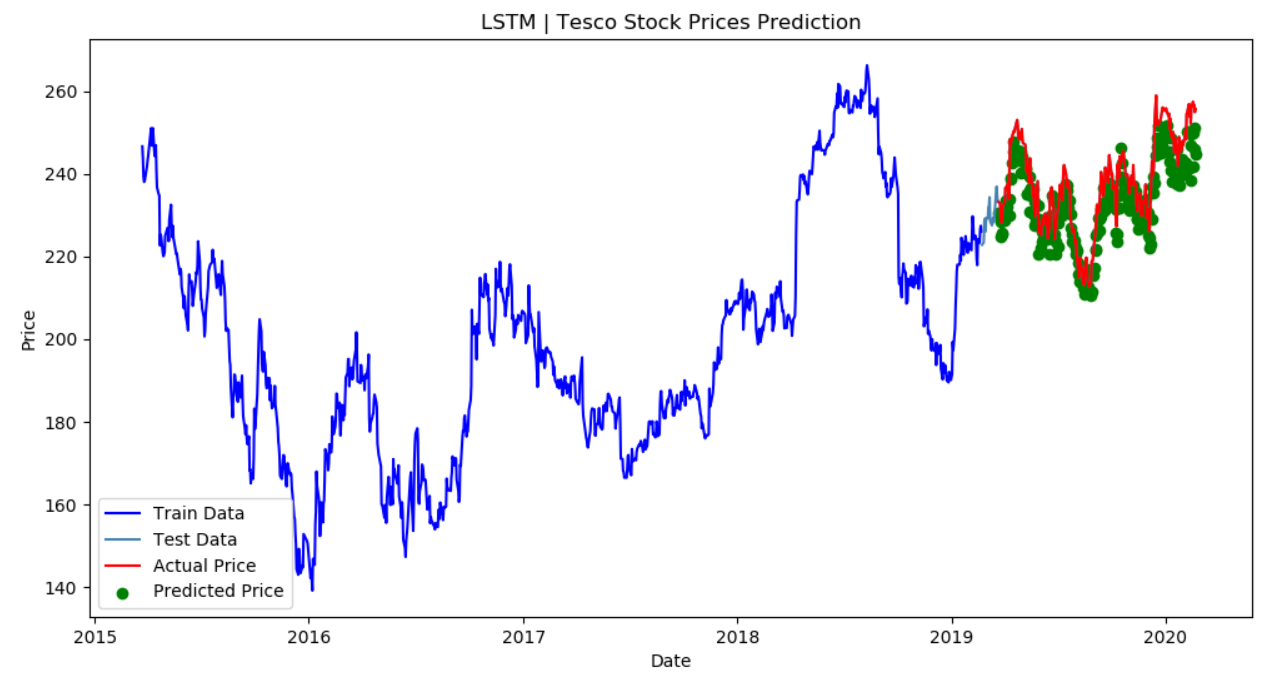 LSTM | Tesco Stock Prices Prediction
Price
260
240
220
200
180
160
140
Train Data
Test Data
Actual Price
Predicted Price
2015 2016 2017 2018 2019 2020
Date